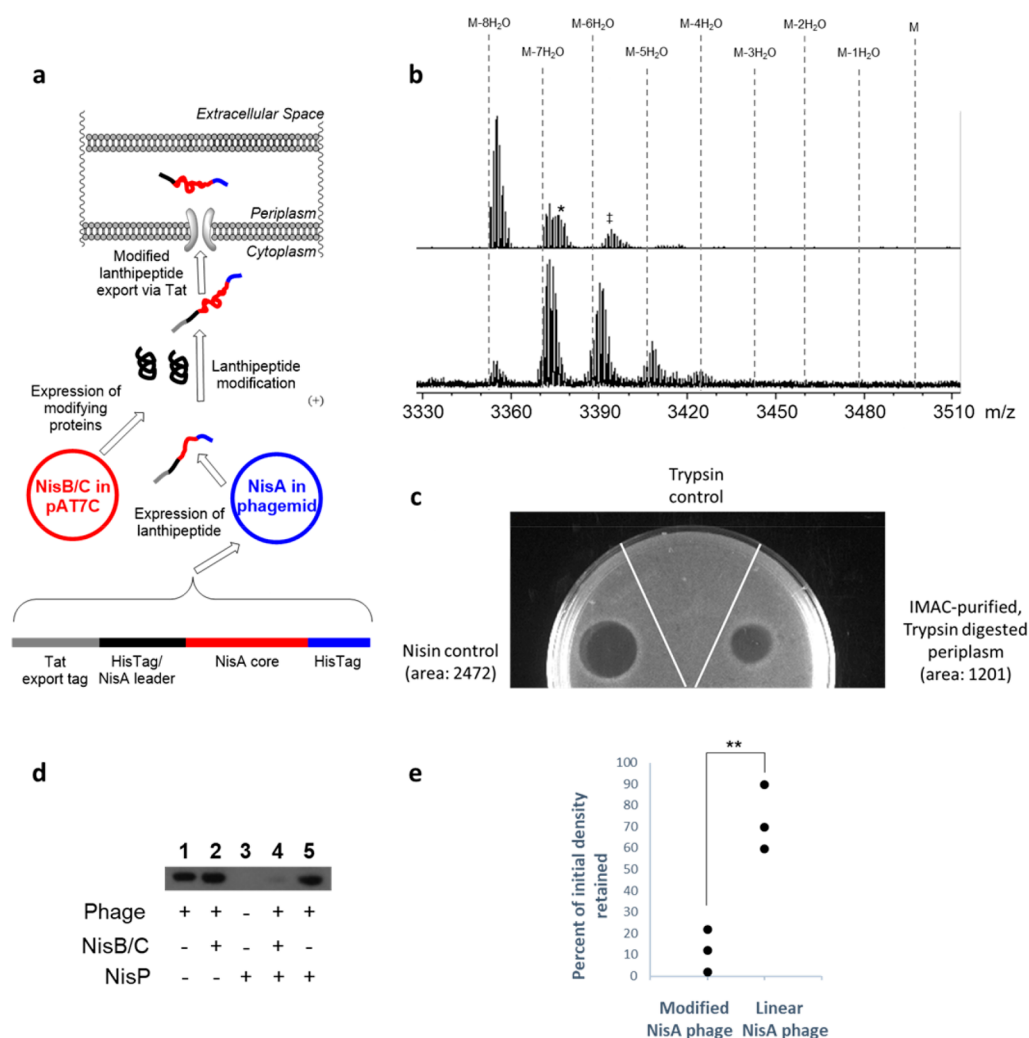 a
Extracellular Space
Periplasm
Cytoplasm
Modified
lanthipeptide
export via Tat
Lanthipeptide
modification
(+)
Expression of
modifying
proteins
NisB/C in
pAT7C
NisA in
phagemid
Expression of
lanthipeptide
Tat
export tag
HisTag/
NisA leader
NisA core
HisTag
b
M-8H₂O
M-7H₂O
M-6H₂O
M-5H₂O
M-4H₂O
M-3H₂O
M-2H₂O
M-1H₂O
M
*
‡
3330 3360 3390 3420 3450 3480 3510 m/z
c
Trypsin
control
Nisin control
(area: 2472)
IMAC-purified,
Trypsin digested
periplasm
(area: 1201)
d
1 2 3 4 5
Phage + + - + +
NisB/C - + - + -
NisP - - + + +
e
**
Percent of initial density
retained
100
90
80
70
60
50
40
30
20
10
0
Modified
NisA phage
Linear
NisA phage